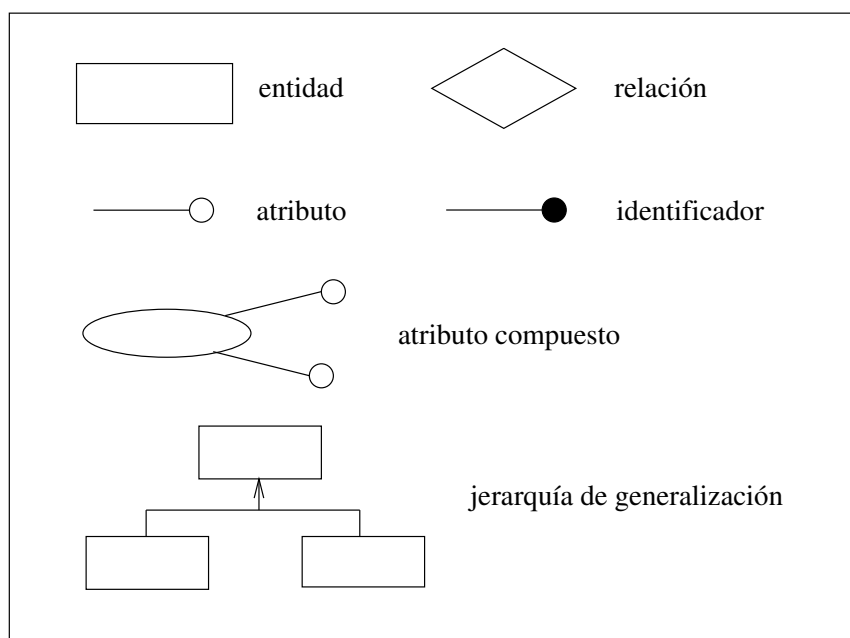 entidad
relación
atributo
identificador
atributo compuesto
jerarquía de generalización